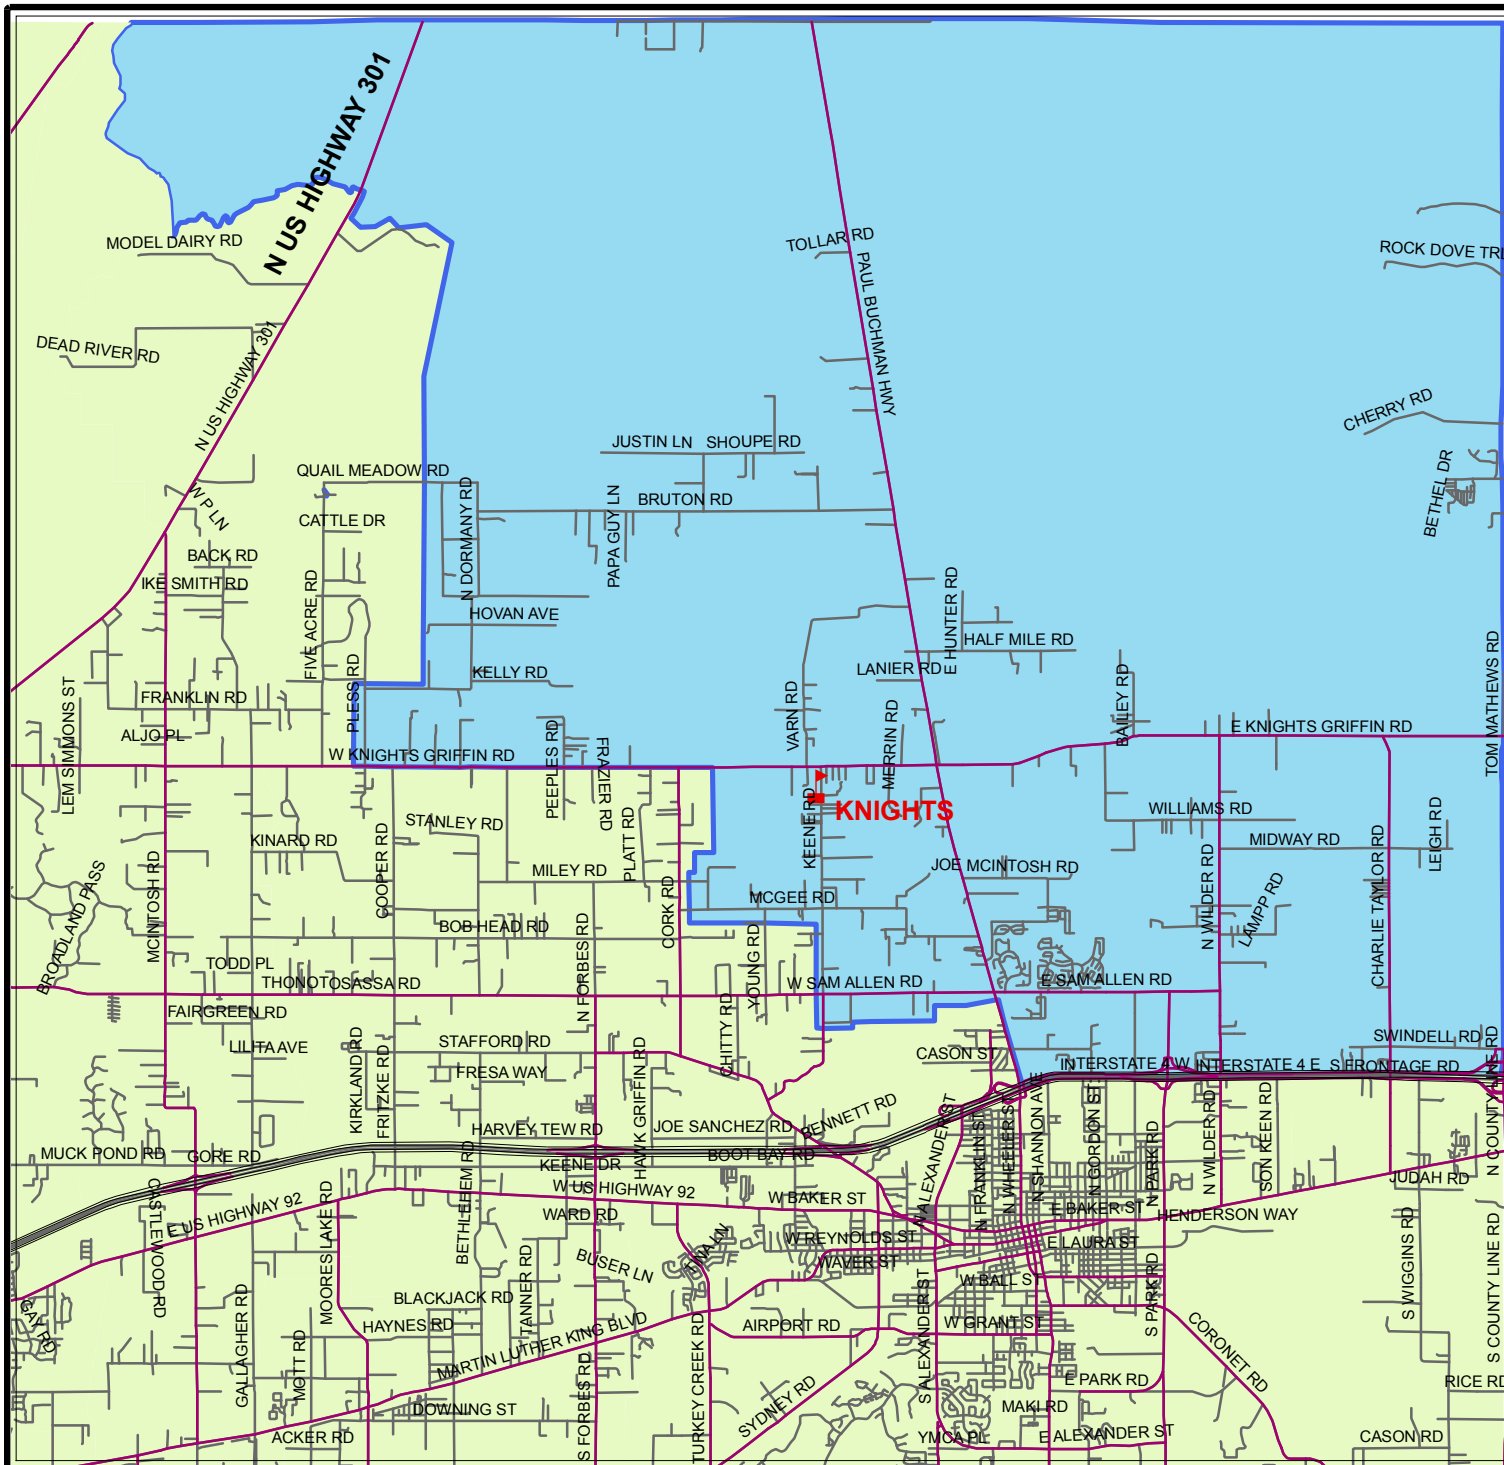 N US HIGHWAY 301
MODEL DAIRY RD
TOLLAR RD
ROCK DOVE TRL
PAUL BUCHMAN HWY
DEAD RIVER RD
N US HIGHWAY 301
CHERRY RD
JUSTIN LN
SHOUPE RD
QUAIL MEADOW RD
BETHEL DR
W P LN
N DORMANY RD
PAPA GUY LN
BRUTON RD
CATTLE DR
BACK RD
IKE SMITH RD
FIVE ACRE RD
HOVAN AVE
E HUNTER RD
HALF MILE RD
TOM MATHEWS RD
LEM SIMMONS ST
FRANKLIN RD
PLESS RD
KELLY RD
LANIER RD
VARN RD
MERRIN RD
BAILEY RD
ALJO PL
W KNIGHTS GRIFFIN RD
PEEPLES RD
FRAZIER RD
E KNIGHTS GRIFFIN RD
KEENE RD
KNIGHTS
WILLIAMS RD
STANLEY RD
PLATT RD
KINARD RD
COOPER RD
MIDWAY RD
LEIGH RD
MILEY RD
JOE MCINTOSH RD
BROADLAND PASS
MCINTOSH RD
CORK RD
MCGEE RD
N WILDER RD
LAMPP RD
CHARLIE TAYLOR RD
BOB HEAD RD
N FORBES RD
YOUNG RD
TODD PL
THONOTOSASSA RD
W SAM ALLEN RD
E SAM ALLEN RD
FAIRGREEN RD
KIRKLAND RD
FRITZKE RD
STAFFORD RD
HAWK GRIFFIN RD
CHITTY RD
CASON ST
SWINDELL RD
LILITA AVE
FRESA WAY
INTERSTATE 4 W
INTERSTATE 4 E
S FRONTAGE RD
N COUNTY LINE RD
HARVEY TEW RD
JOE SANCHEZ RD
BENNETT RD
N ALEXANDER ST
N FRANKLIN ST
N WHEELER ST
N SHANNON AVE
N GORDON ST
N PARK RD
N WILDER RD
SON KEEN RD
MUCK POND RD
GORE RD
BETHLEHEM RD
KEENE DR
BOOT BAY RD
JUDAH RD
CASTLEWOOD RD
E US HIGHWAY 92
MOORES LAKE RD
W US HIGHWAY 92
W BAKER ST
E BAKER ST
HENDERSON WAY
WARD RD
TINA LN
W REYNOLDS ST
E LAURA ST
BUSER LN
WAVER ST
TANNER RD
W BALL ST
S PARK RD
S WIGGINS RD
S COUNTY LINE RD
GAY RD
GALLAGHER RD
BLACKJACK RD
HAYNES RD
MARTIN LUTHER KING BLVD
AIRPORT RD
S ALEXANDER ST
W GRANT ST
CORONET RD
MOTT RD
S FORBES RD
TURKEY CREEK RD
SYDNEY RD
E PARK RD
RICE RD
DOWNING ST
MAKI RD
ACKER RD
YMCA PL
E ALEXANDER ST
CASON RD